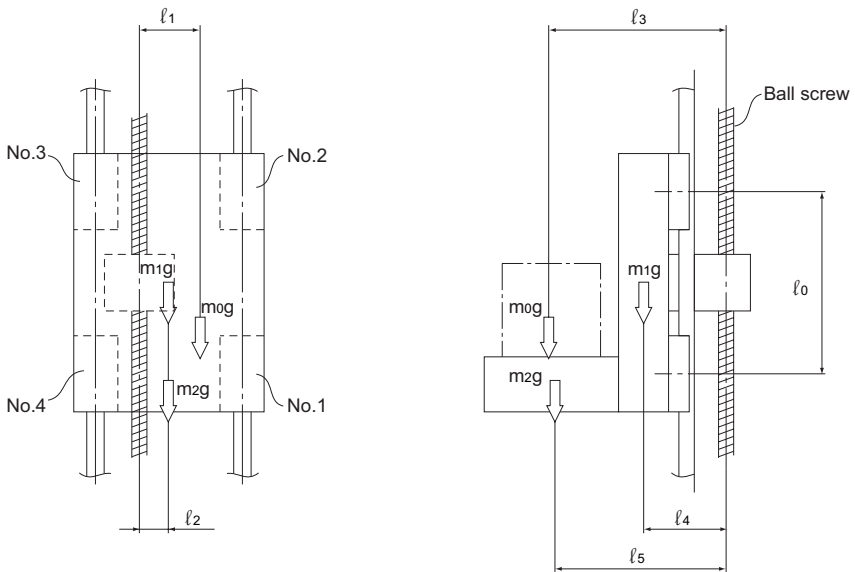 ℓ1
No.3
No.2
m1g
m0g
m2g
No.4
No.1
ℓ2
ℓ3
Ball screw
m1g
ℓ0
m0g
m2g
ℓ4
ℓ5